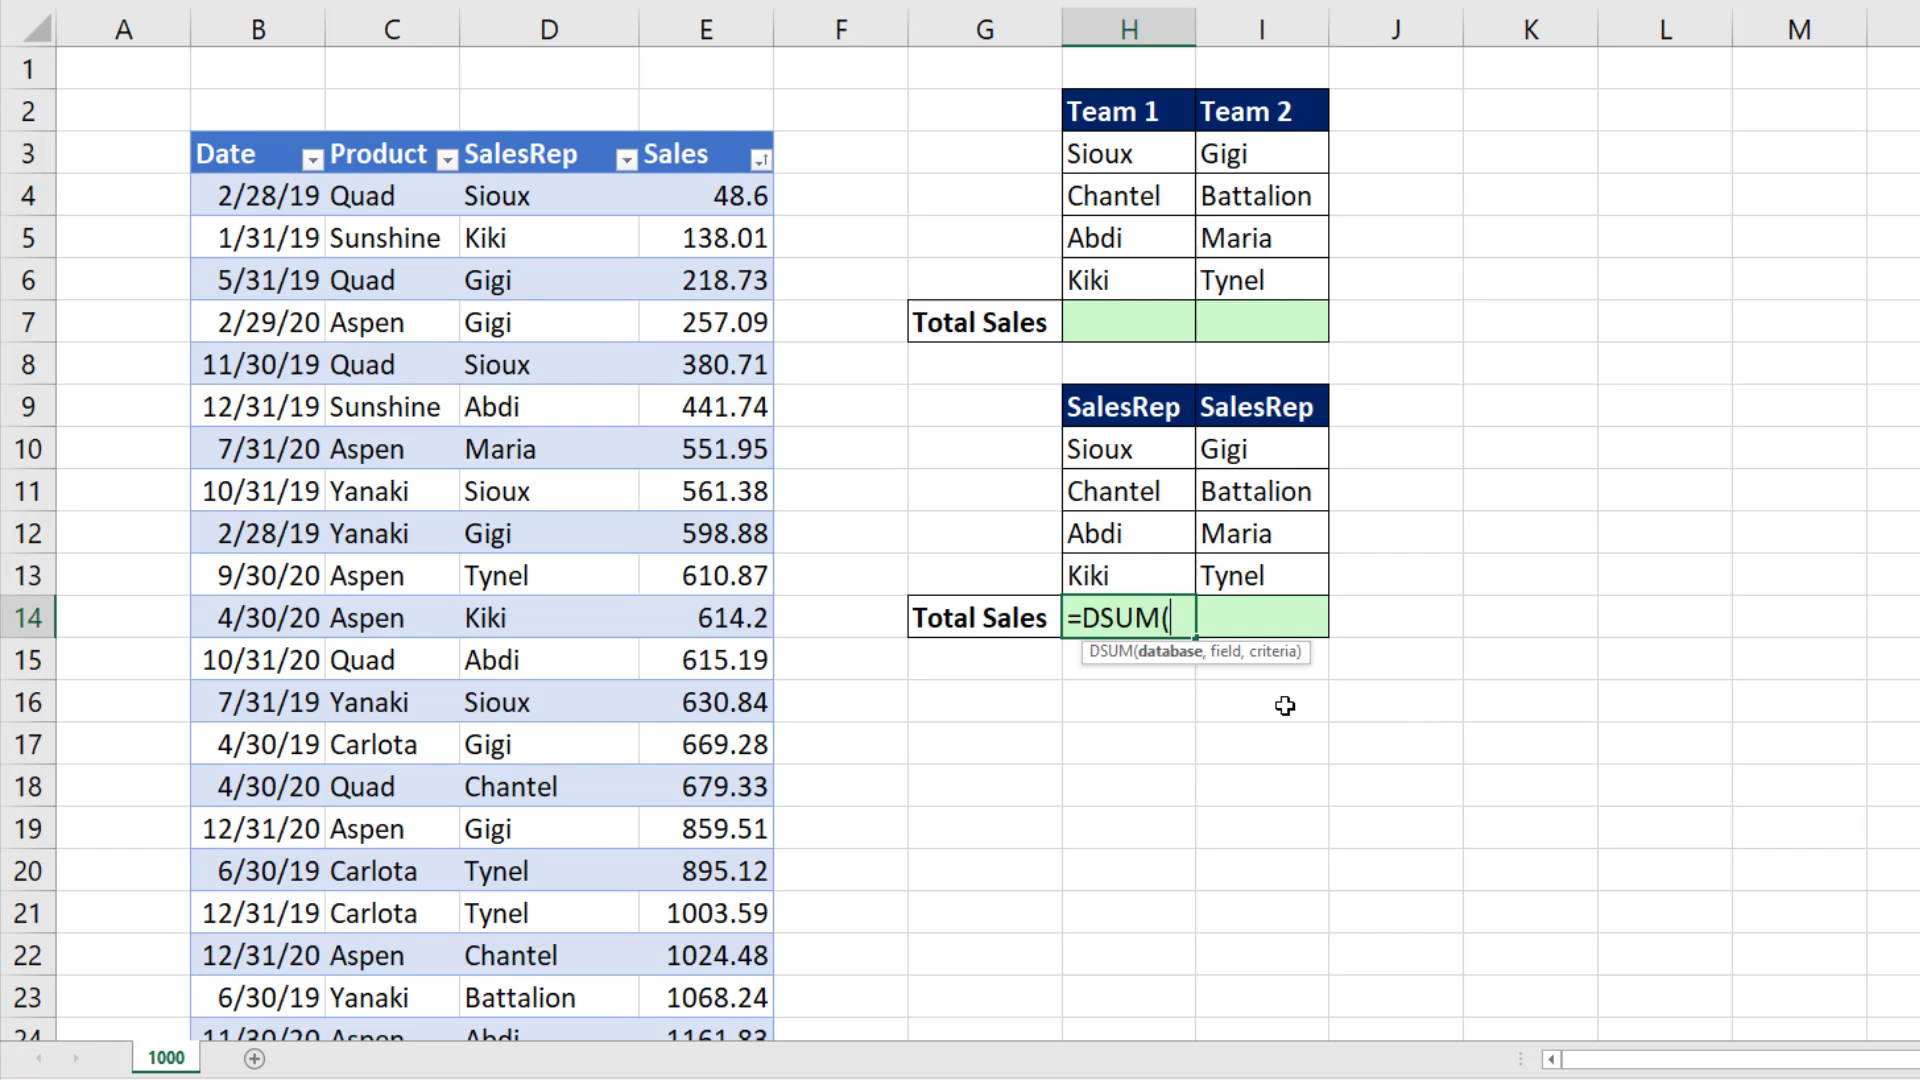 A B C D E F G H I J K L M
1
2 Team 1 Team 2
3 Date Product SalesRep Sales Sioux Gigi
4 2/28/19 Quad Sioux 48.6 Chantel Battalion
5 1/31/19 Sunshine Kiki 138.01 Abdi Maria
6 5/31/19 Quad Gigi 218.73 Kiki Tynel
7 2/29/20 Aspen Gigi 257.09 Total Sales
8 11/30/19 Quad Sioux 380.71
9 12/31/19 Sunshine Abdi 441.74 SalesRep SalesRep
10 7/31/20 Aspen Maria 551.95 Sioux Gigi
11 10/31/19 Yanaki Sioux 561.38 Chantel Battalion
12 2/28/19 Yanaki Gigi 598.88 Abdi Maria
13 9/30/20 Aspen Tynel 610.87 Kiki Tynel
14 4/30/20 Aspen Kiki 614.2 Total Sales =DSUM(
15 10/31/20 Quad Abdi 615.19 DSUM(database, field, criteria)
16 7/31/19 Yanaki Sioux 630.84
17 4/30/19 Carlota Gigi 669.28
18 4/30/20 Quad Chantel 679.33
19 12/31/20 Aspen Gigi 859.51
20 6/30/19 Carlota Tynel 895.12
21 12/31/19 Carlota Tynel 1003.59
22 12/31/20 Aspen Chantel 1024.48
23 6/30/19 Yanaki Battalion 1068.24
24 11/30/20 Aspen Abdi 1161.83
1000